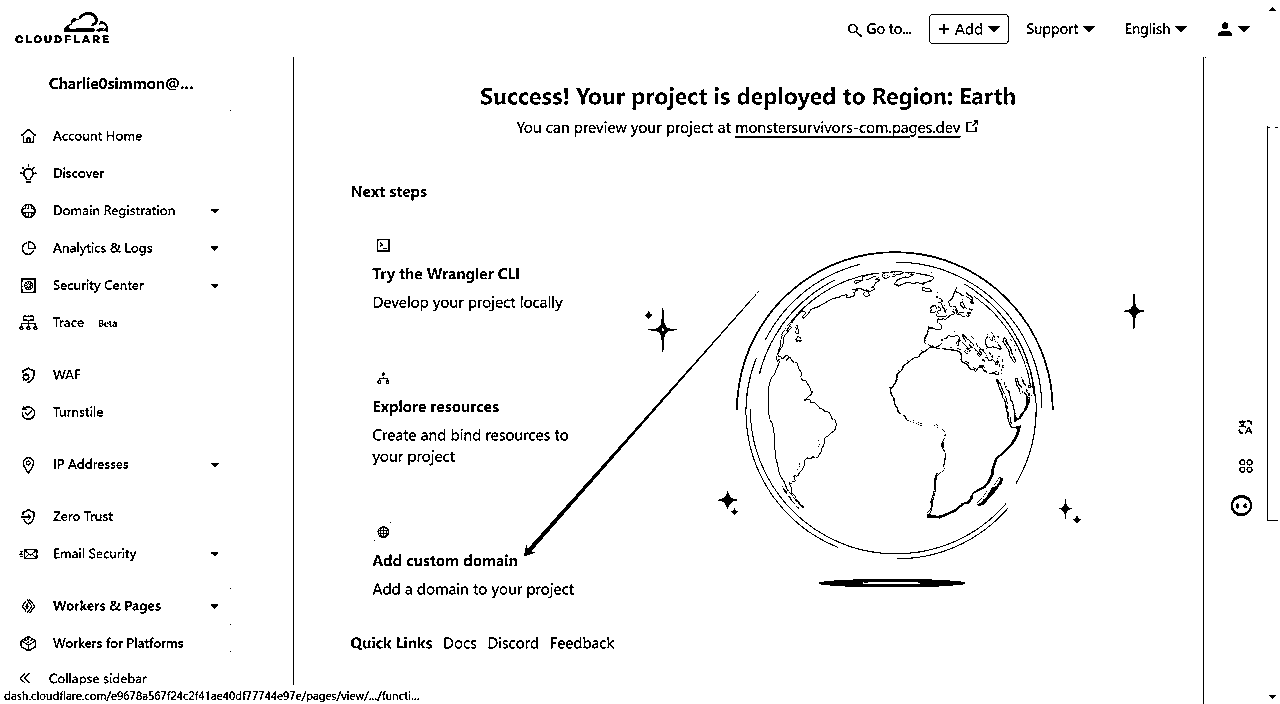 CLOUDFLARE
Go to...
+ Add
Support
English
Charlie0simmon@...
Account Home
Discover
Domain Registration
Analytics & Logs
Security Center
Trace Beta
WAF
Turnstile
IP Addresses
Zero Trust
Email Security
Workers & Pages
Workers for Platforms
Collapse sidebar
dash.cloudflare.com/e9678a567f24c2f41ae40df77744e97e/pages/view/.../functi...
Success! Your project is deployed to Region: Earth
You can preview your project at monstersurvivors-com.pages.dev
Next steps
Try the Wrangler CLI
Develop your project locally
Explore resources
Create and bind resources to
your project
Add custom domain
Add a domain to your project
Quick Links Docs Discord Feedback